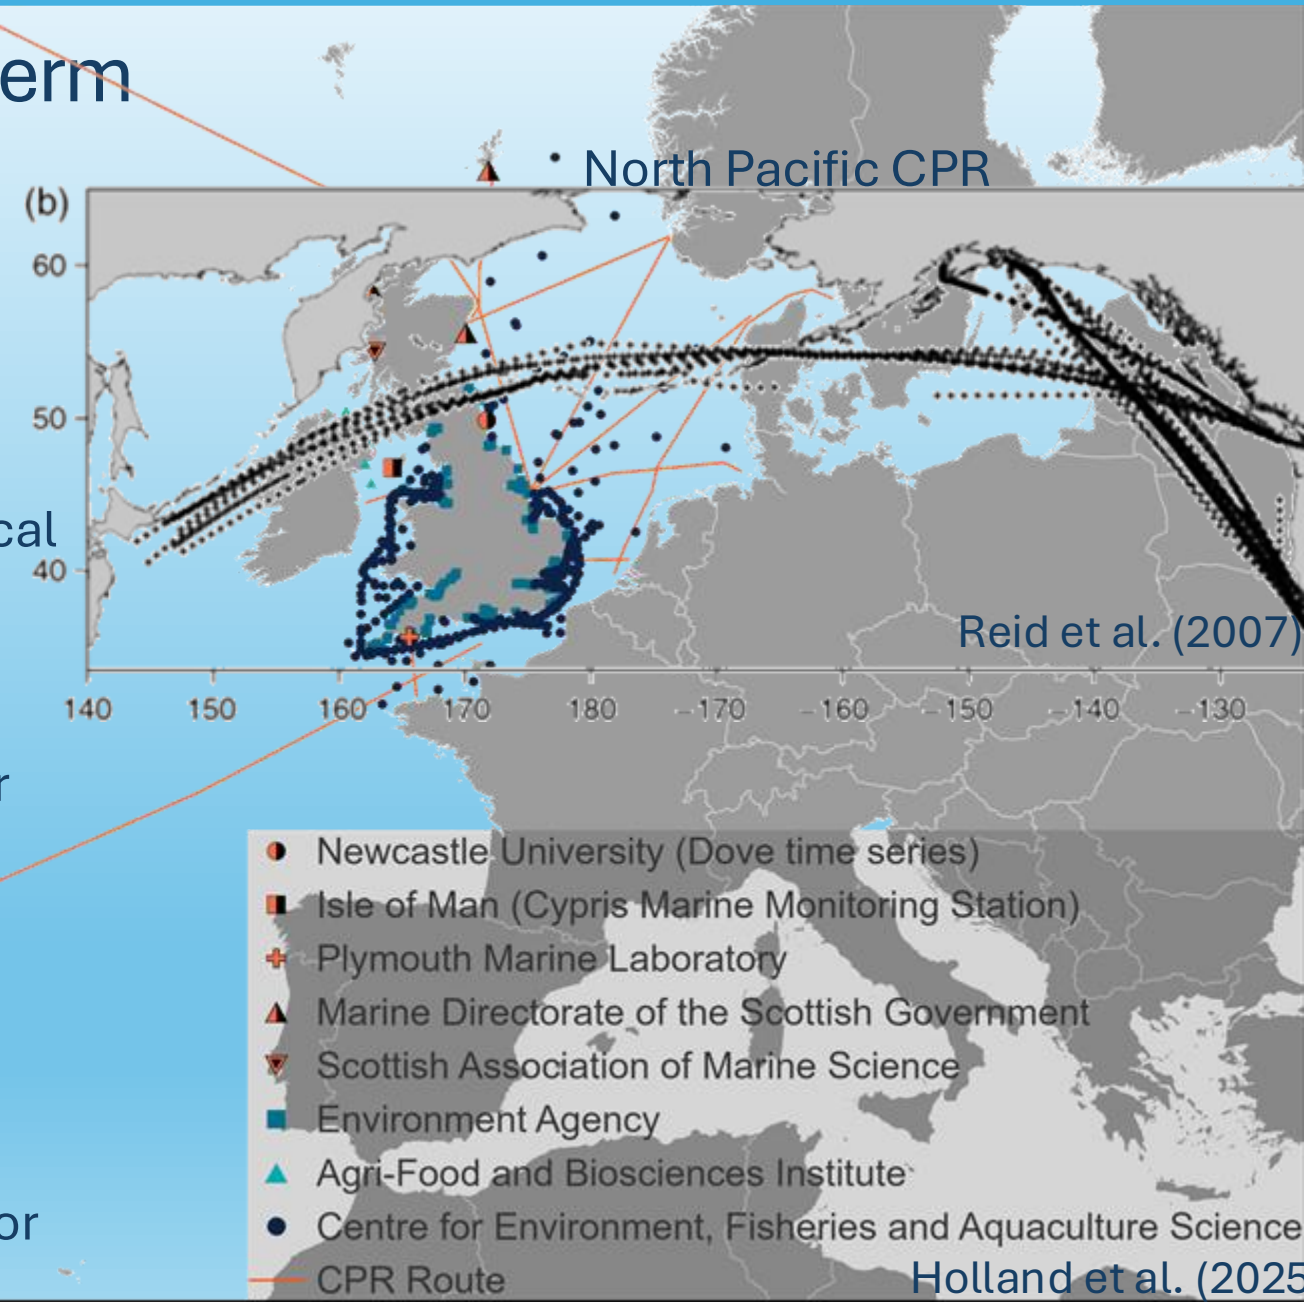 erm
North Pacific CPR
(b)
60
50
cal
40
Reid et al. (2007)
140 150 160 170 180 −170 −160 −150 −140 −130
r
Newcastle University (Dove time series)
Isle of Man (Cypris Marine Monitoring Station)
Plymouth Marine Laboratory
Marine Directorate of the Scottish Government
Scottish Association of Marine Science
Environment Agency
Agri-Food and Biosciences Institute
or
Centre for Environment, Fisheries and Aquaculture Science
CPR Route
Holland et al. (2025